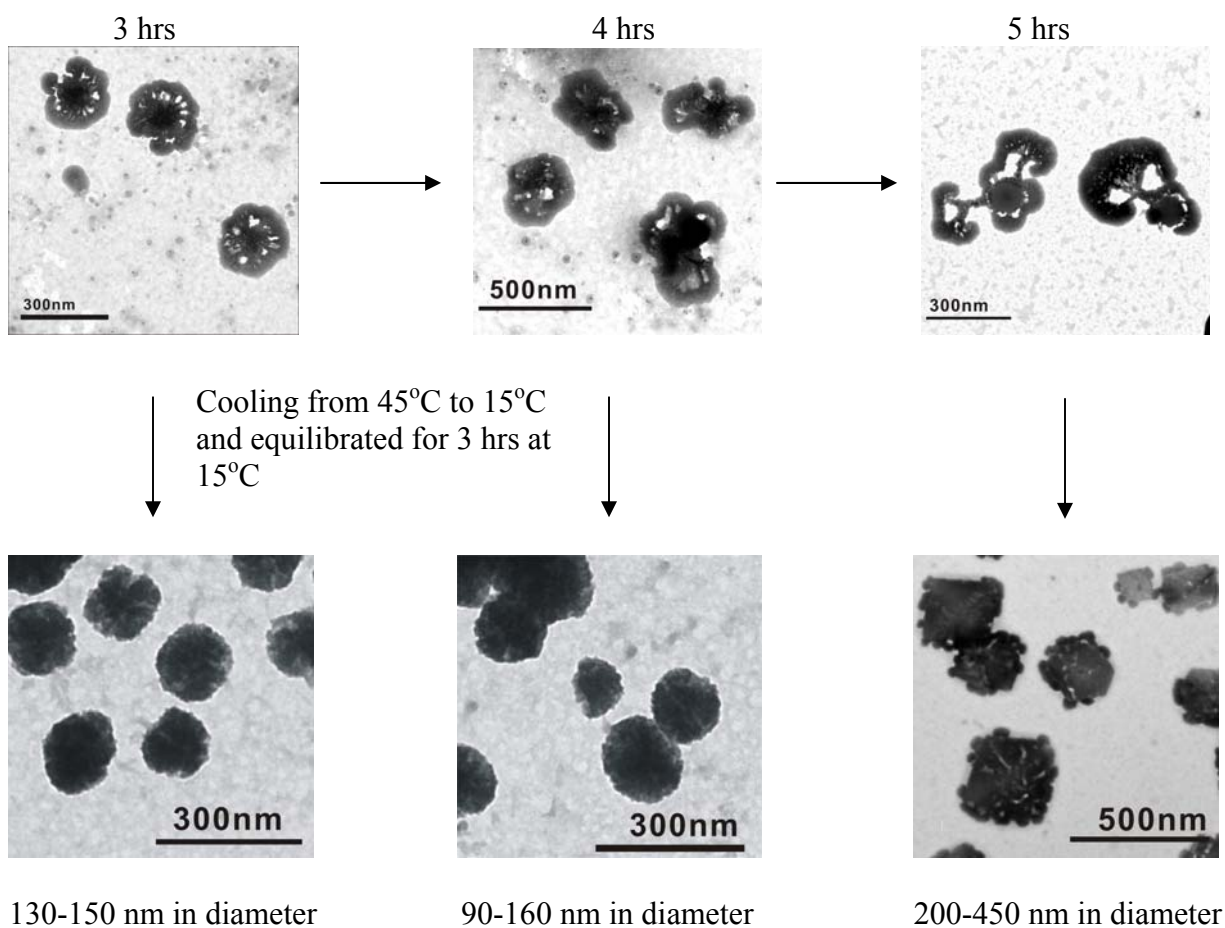 3 hrs
4 hrs
5 hrs
300nm
500nm
300nm
Cooling from 45°C to 15°C
and equilibrated for 3 hrs at
15°C
300nm
300nm
500nm
130-150 nm in diameter
90-160 nm in diameter
200-450 nm in diameter